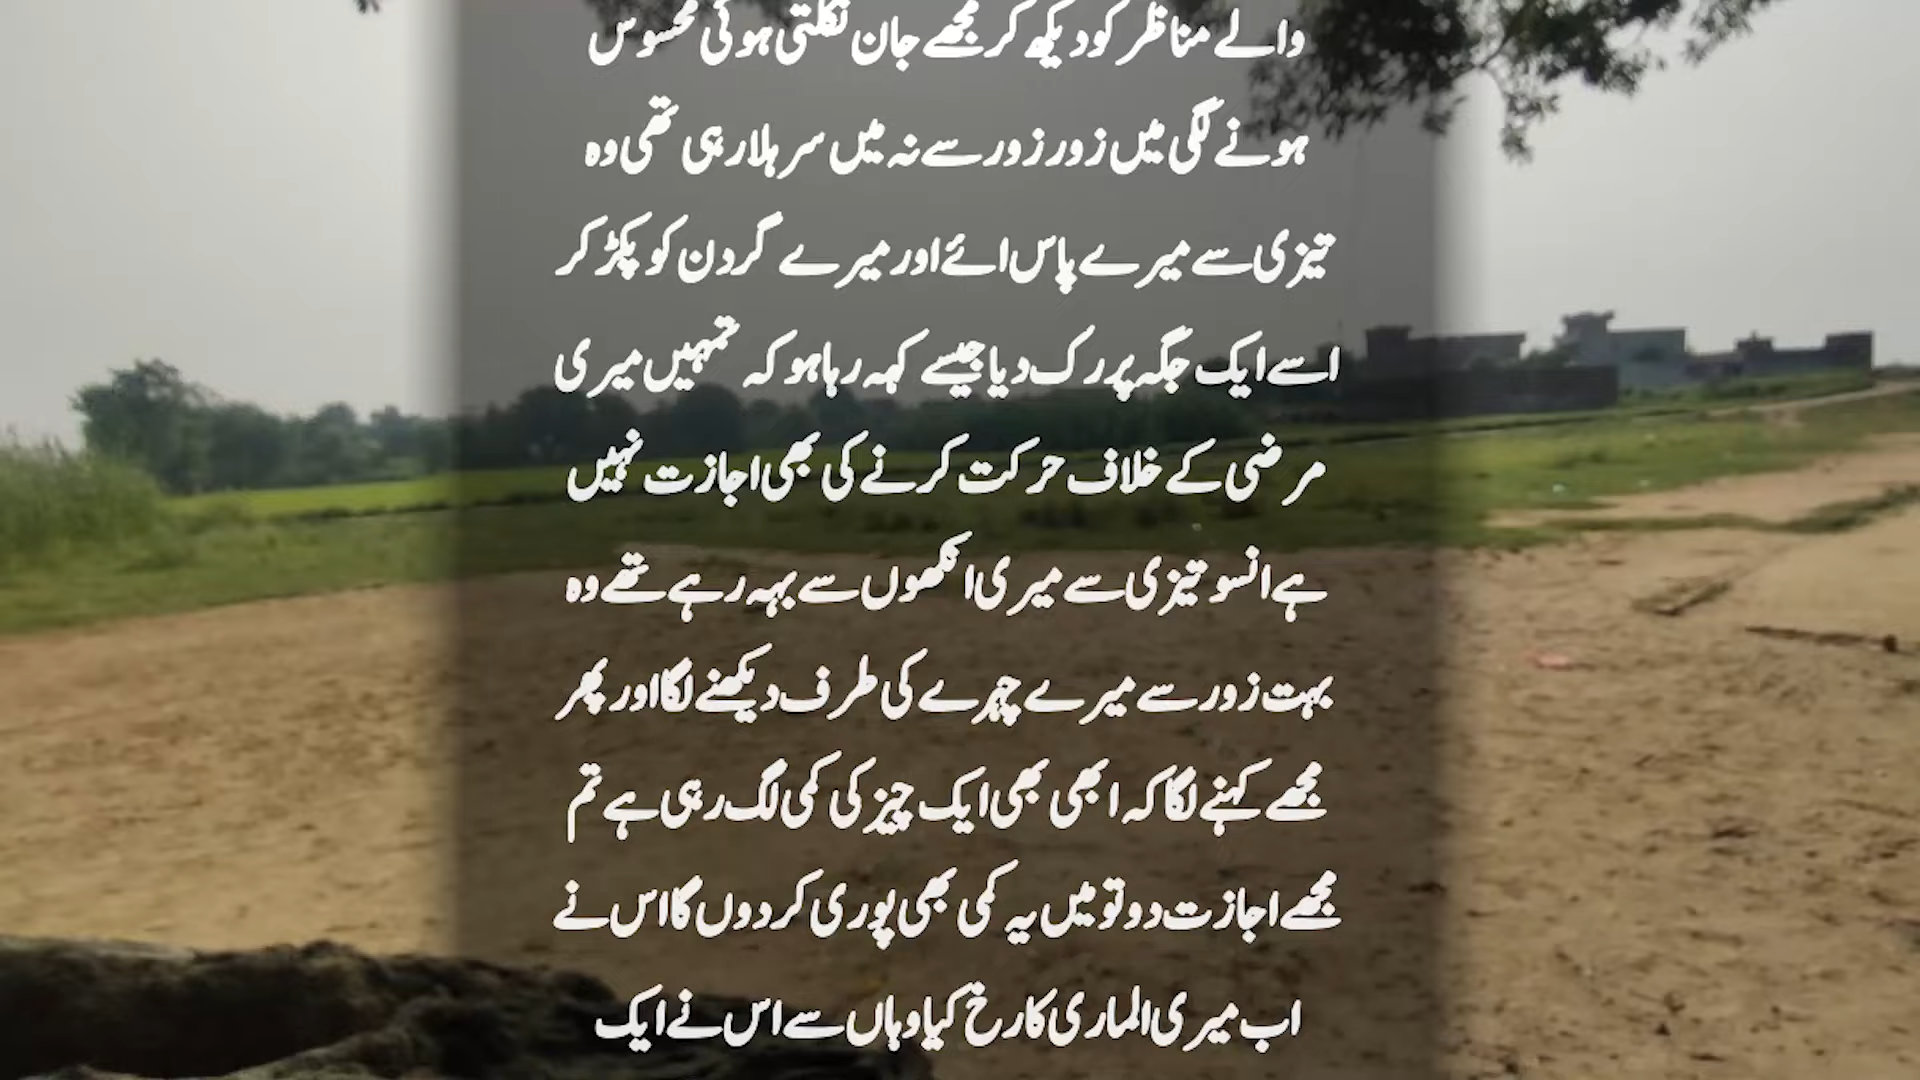 والے مناظر کو دیکھ کر مجھے جان نکلتی ہوئی محسوس
ہونے لگی میں زور زور سے نہ میں سر ہلا رہی تھی وہ
تیزی سے میرے پاس ائے اور میرے گردن کو پکڑ کر
اسے ایک جگہ پر رک دیا جیسے کہہ رہا ہو کہ تمہیں میری
مرضی کے خلاف حرکت کرنے کی بھی اجازت نہیں
ہے انسو تیزی سے میری انکھوں سے بہہ رہے تھے وہ
بہت زور سے میرے چہرے کی طرف دیکھنے لگا اور پھر
مجھے کہنے لگا کہ ابھی بھی ایک چیز کی کمی لگ رہی ہے تم
مجھے اجازت دو تو میں یہ کمی بھی پوری کر دوں گا اس نے
اب میری الماری کا رخ کیا وہاں سے اس نے ایک